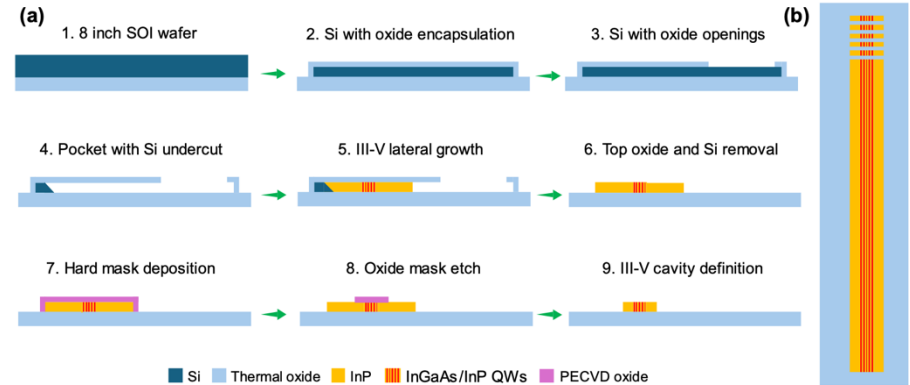 (a)
(b)
1. 8 inch SOI wafer
2. Si with oxide encapsulation
3. Si with oxide openings
4. Pocket with Si undercut
5. III-V lateral growth
6. Top oxide and Si removal
7. Hard mask deposition
8. Oxide mask etch
9. III-V cavity definition
Si
Thermal oxide
InP
InGaAs/InP QWs
PECVD oxide